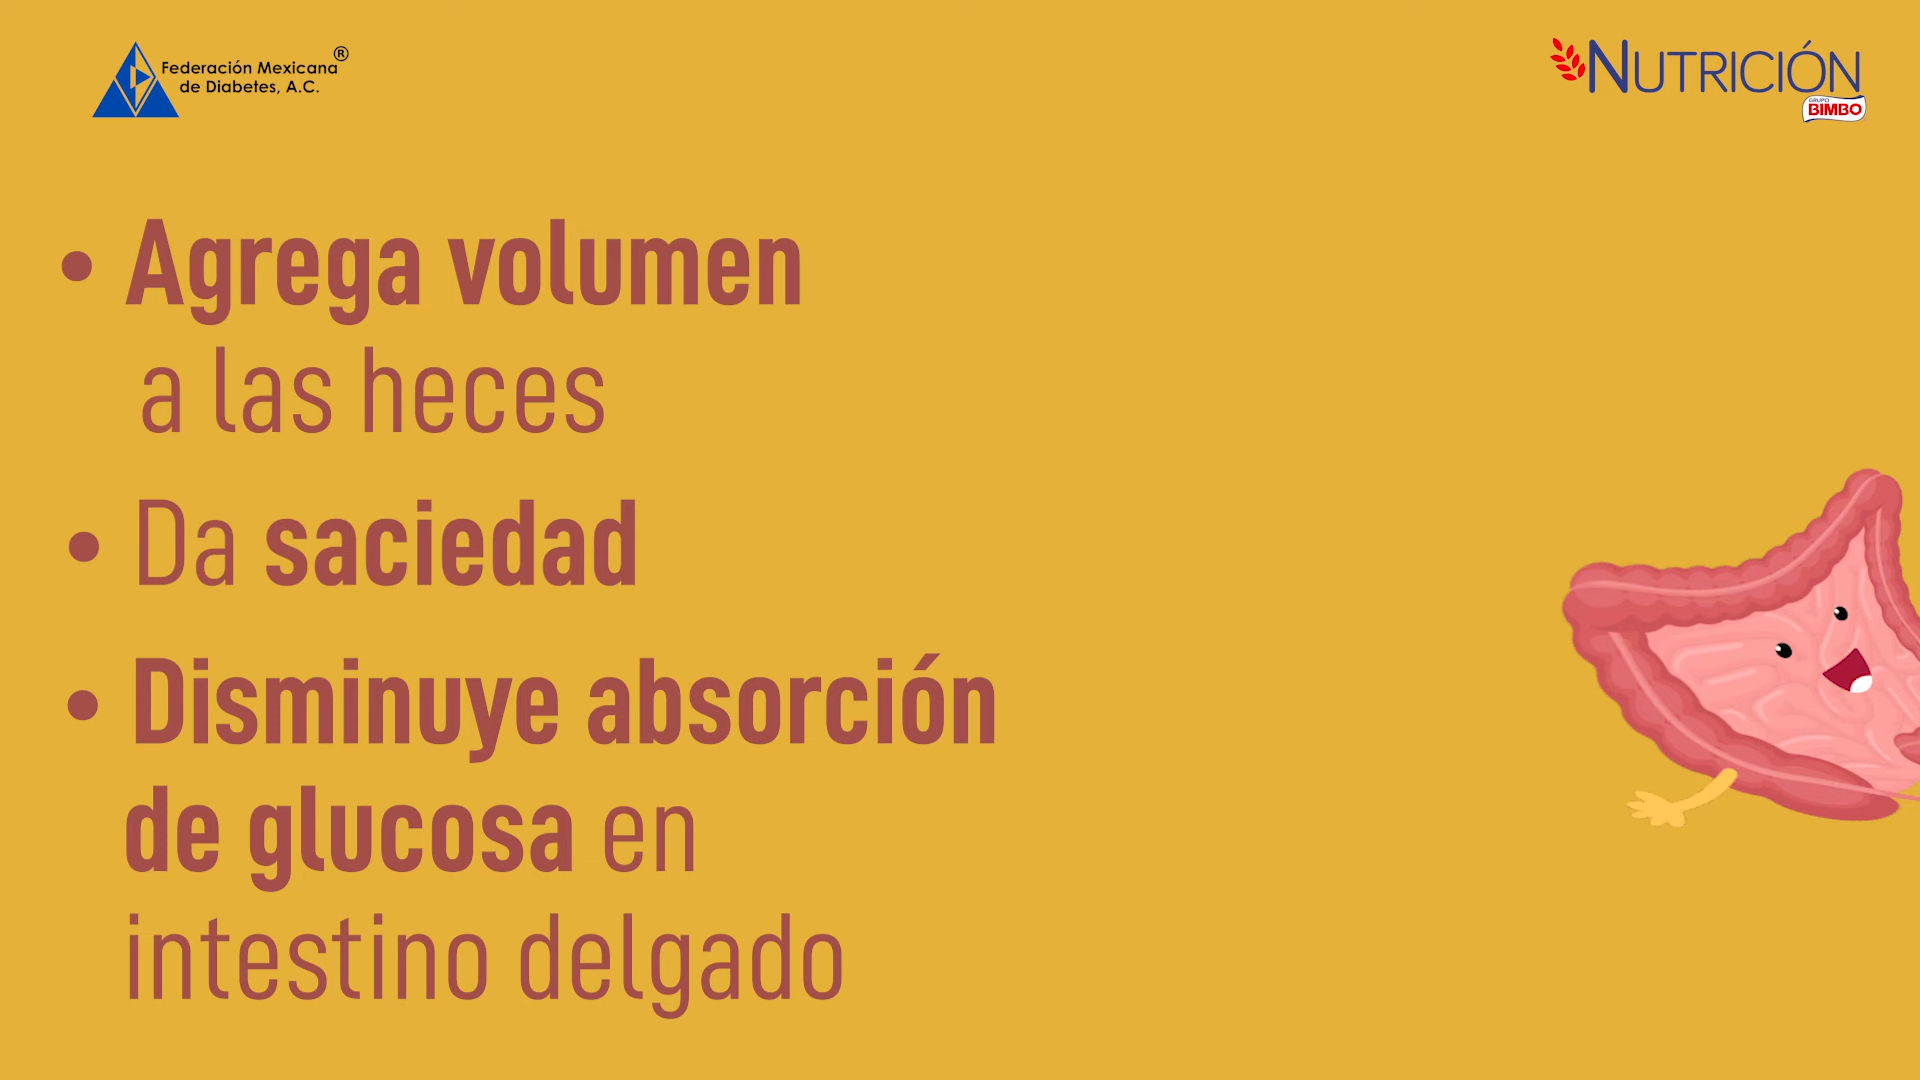 Federación Mexicana®
de Diabetes, A.C.
NUTRICIÓN
GRUPO
BIMBO
• Agrega volumen
a las heces
• Da saciedad
• Disminuye absorción
de glucosa en
intestino delgado